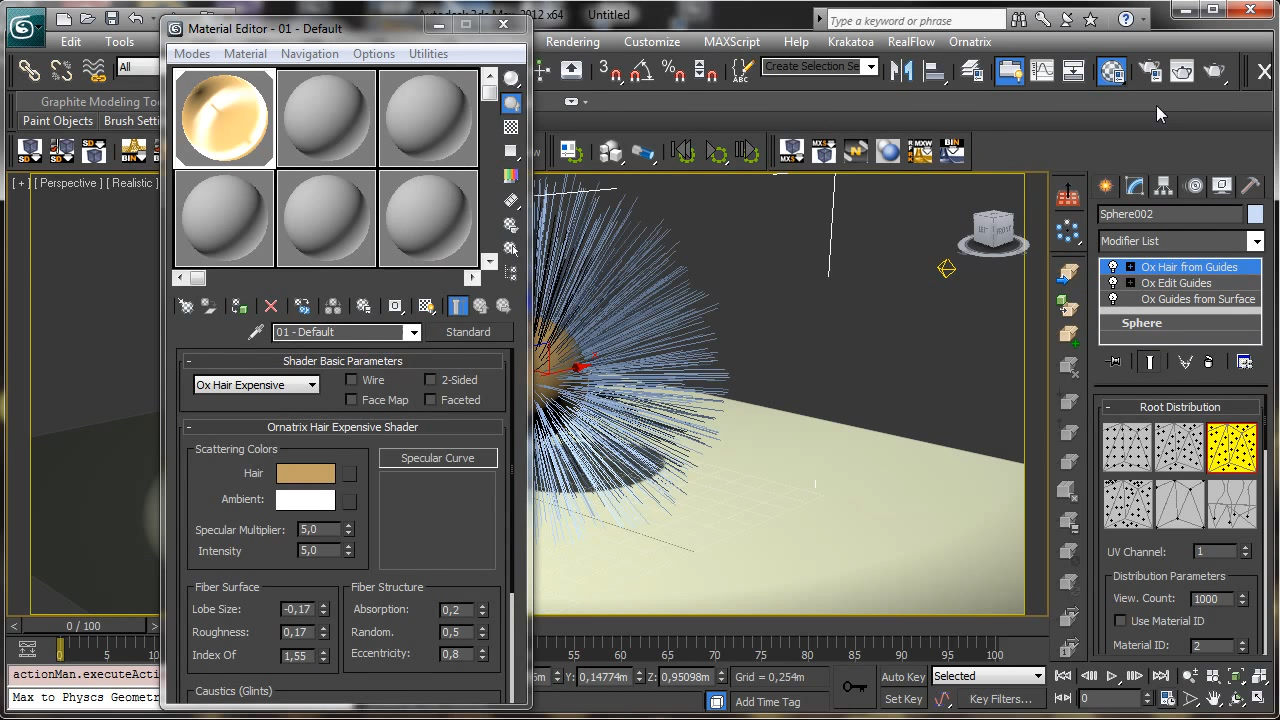 Autodesk 3ds Max 2012 x64 Untitled
Type a keyword or phrase
Edit Tools
Rendering Customize MAXScript Help Krakatoa RealFlow Ornatrix
All
Create Selection Se
Graphite Modeling To
Paint Objects Brush Setti
[ + ] [ Perspective ] [ Realistic ]
Material Editor - 01 - Default
Modes Material Navigation Options Utilities
01 - Default Standard
- Shader Basic Parameters
Ox Hair Expensive Wire 2-Sided
Face Map Faceted
- Ornatrix Hair Expensive Shader
Scattering Colors
Specular Curve
Hair
Ambient:
Specular Multiplier: 5,0
Intensity 5,0
Fiber Surface Fiber Structure
Lobe Size: -0,17 Absorption: 0,2
Roughness: 0,17 Random. 0,5
Index Of 1,55 Eccentricity: 0,8
Caustics (Glints)
Sphere002
Modifier List
Ox Hair from Guides
Ox Edit Guides
Ox Guides from Surface
Sphere
- Root Distribution
UV Channel: 1
Distribution Parameters
View. Count: 1000
Use Material ID
Material ID: 2
< 0 / 100 >
0 5 55 60 65 70 75 80 85 90 95 100
actionMan.executeActi
Max to Physcs Geometr
Y: 0,14774m Z: 0,95098m Grid = 0,254m
Add Time Tag
Auto Key Selected
Set Key Key Filters...
0